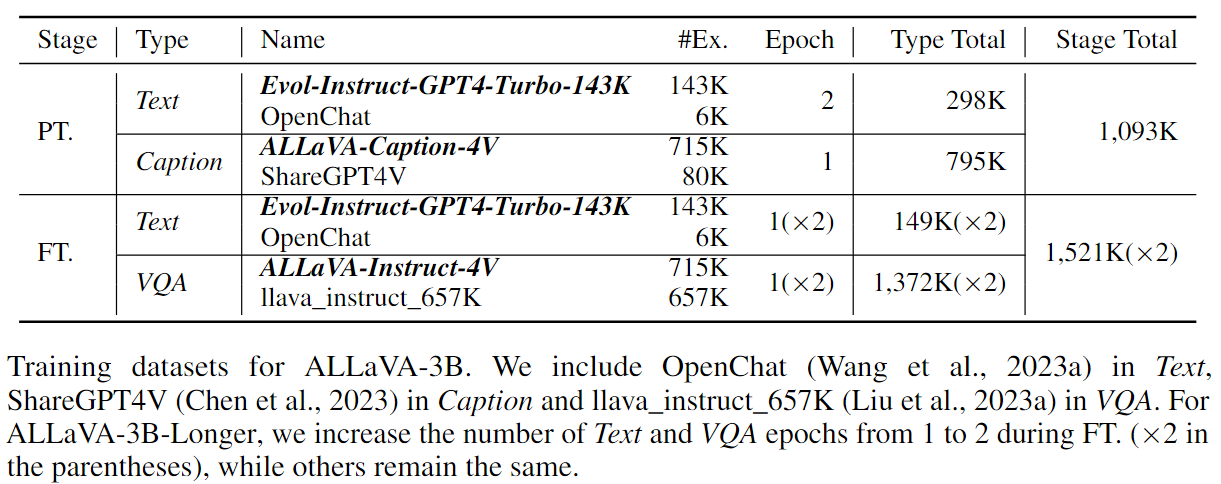 Stage Type Name #Ex. Epoch Type Total Stage Total
PT. Text Evol-Instruct-GPT4-Turbo-143K 143K 2 298K 1,093K
OpenChat 6K
Caption ALLaVA-Caption-4V 715K 1 795K
ShareGPT4V 80K
FT. Text Evol-Instruct-GPT4-Turbo-143K 143K 1(×2) 149K(×2) 1,521K(×2)
OpenChat 6K
VQA ALLaVA-Instruct-4V 715K 1(×2) 1,372K(×2)
llava_instruct_657K 657K
Training datasets for ALLaVA-3B. We include OpenChat (Wang et al., 2023a) in Text,
ShareGPT4V (Chen et al., 2023) in Caption and llava_instruct_657K (Liu et al., 2023a) in VQA. For
ALLaVA-3B-Longer, we increase the number of Text and VQA epochs from 1 to 2 during FT. (×2 in
the parentheses), while others remain the same.